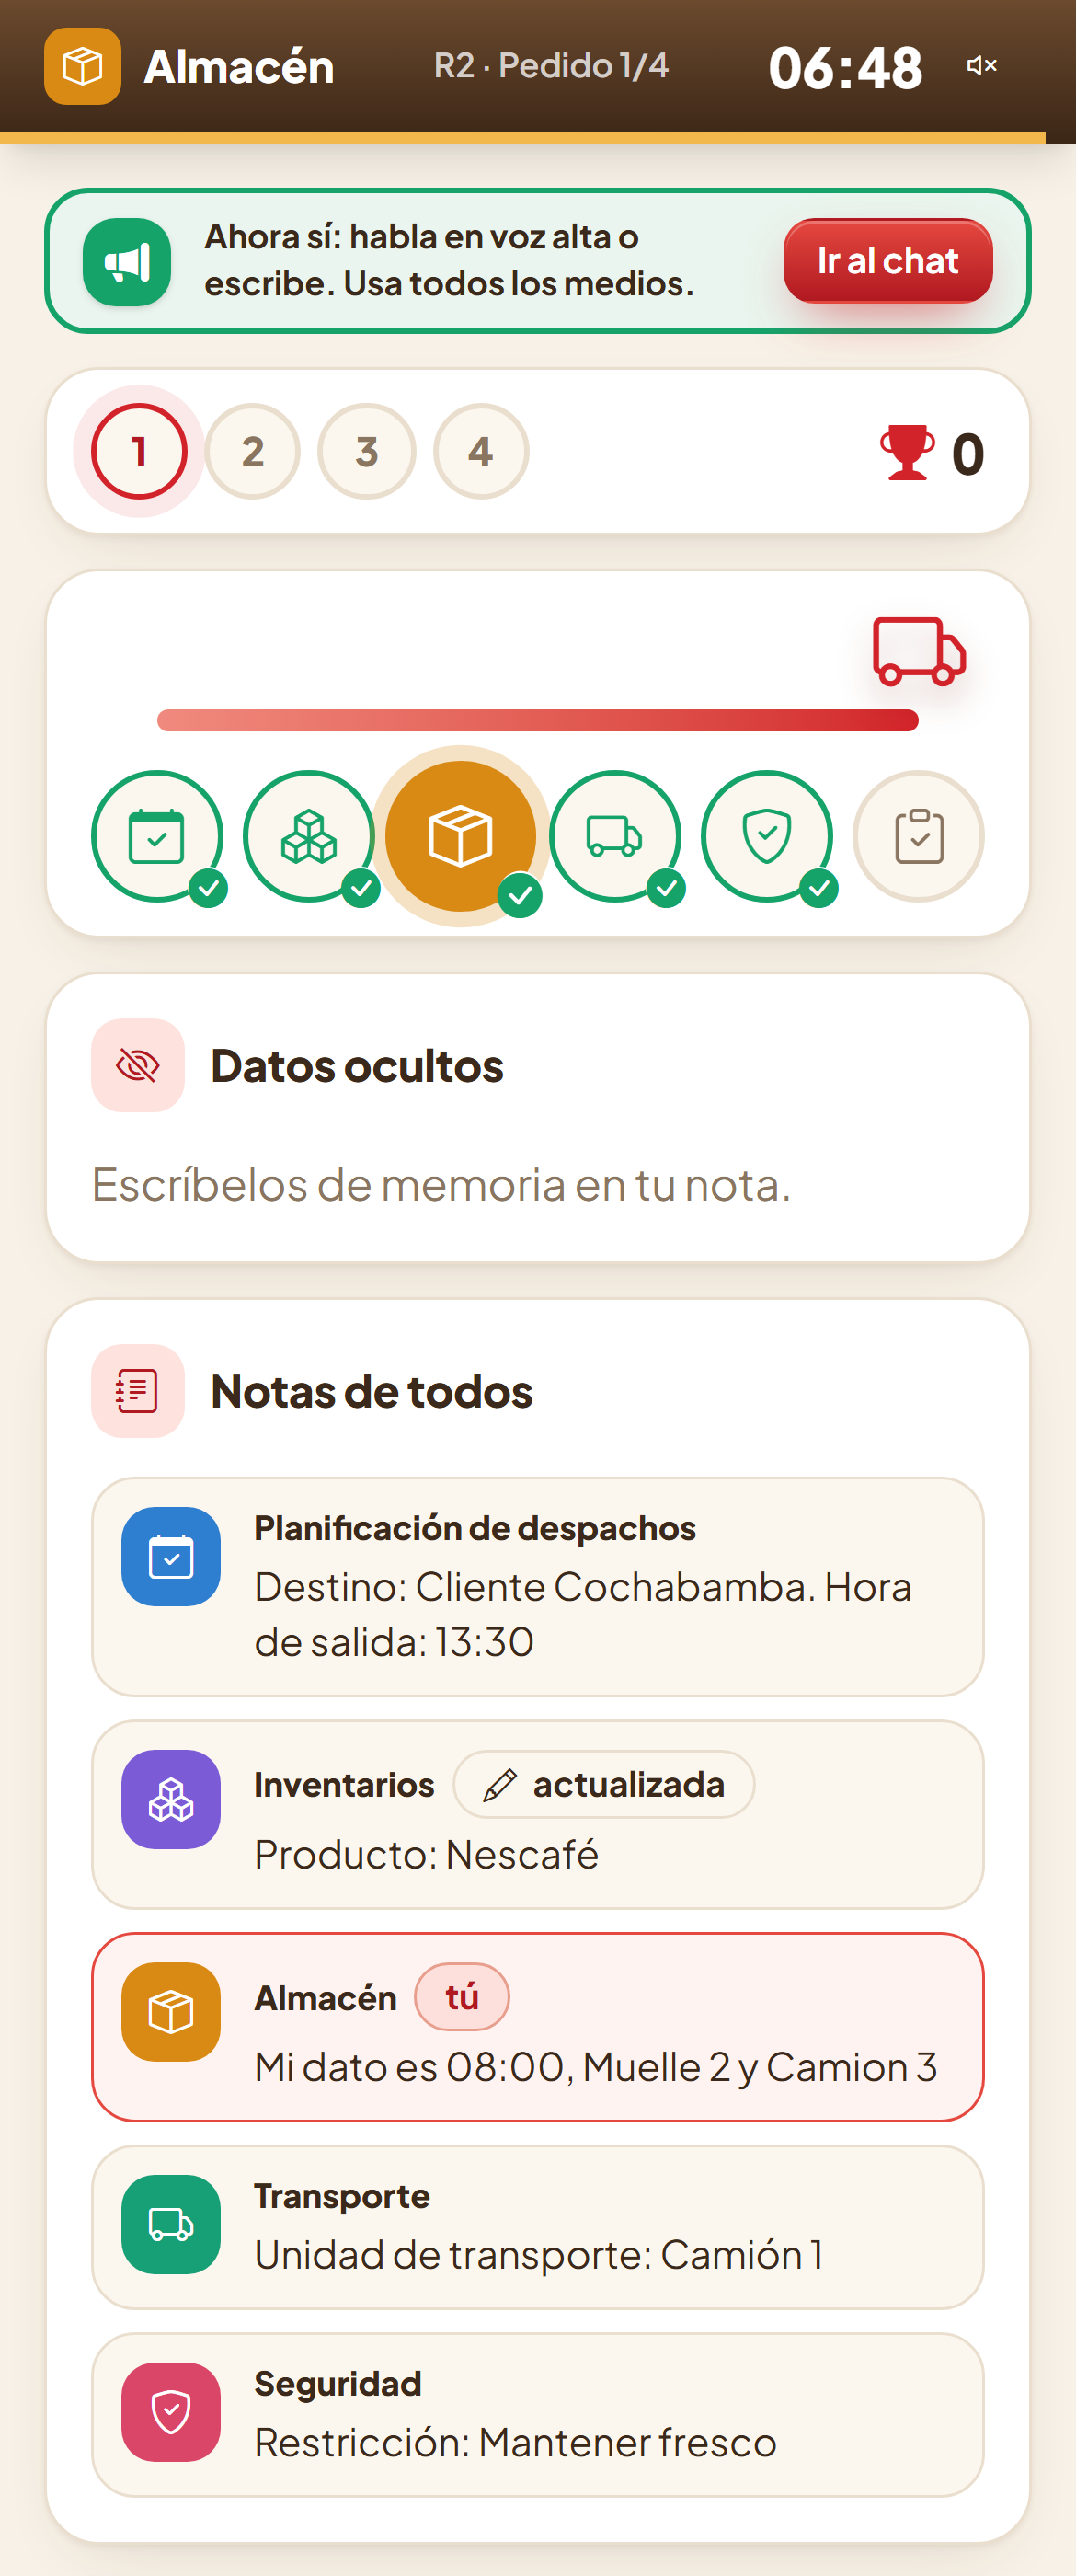 Almacén
R2 · Pedido 1/4
06:48
Ahora sí: habla en voz alta o
escribe. Usa todos los medios.
Ir al chat
1 2 3 4
0
Datos ocultos
Escríbelos de memoria en tu nota.
Notas de todos
Planificación de despachos
Destino: Cliente Cochabamba. Hora
de salida: 13:30
Inventarios actualizada
Producto: Nescafé
Almacén tú
Mi dato es 08:00, Muelle 2 y Camion 3
Transporte
Unidad de transporte: Camión 1
Seguridad
Restricción: Mantener fresco